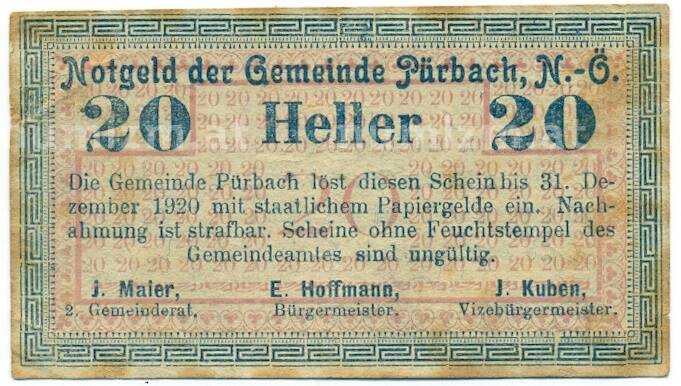 Notgeld der Gemeinde Pürbach, N.-Ö.
20 Heller 20
Die Gemeinde Pürbach löst diesen Schein bis 31. De-
zember 1920 mit staatlichem Papiergelde ein. Nach-
ahmung ist strafbar. Scheine ohne Feuchtstempel des
Gemeindeamtes sind ungültig.
J. Maier, E. Hoffmann, J. Kuben,
2. Gemeinderat. Bürgermeister. Vizebürgermeister.